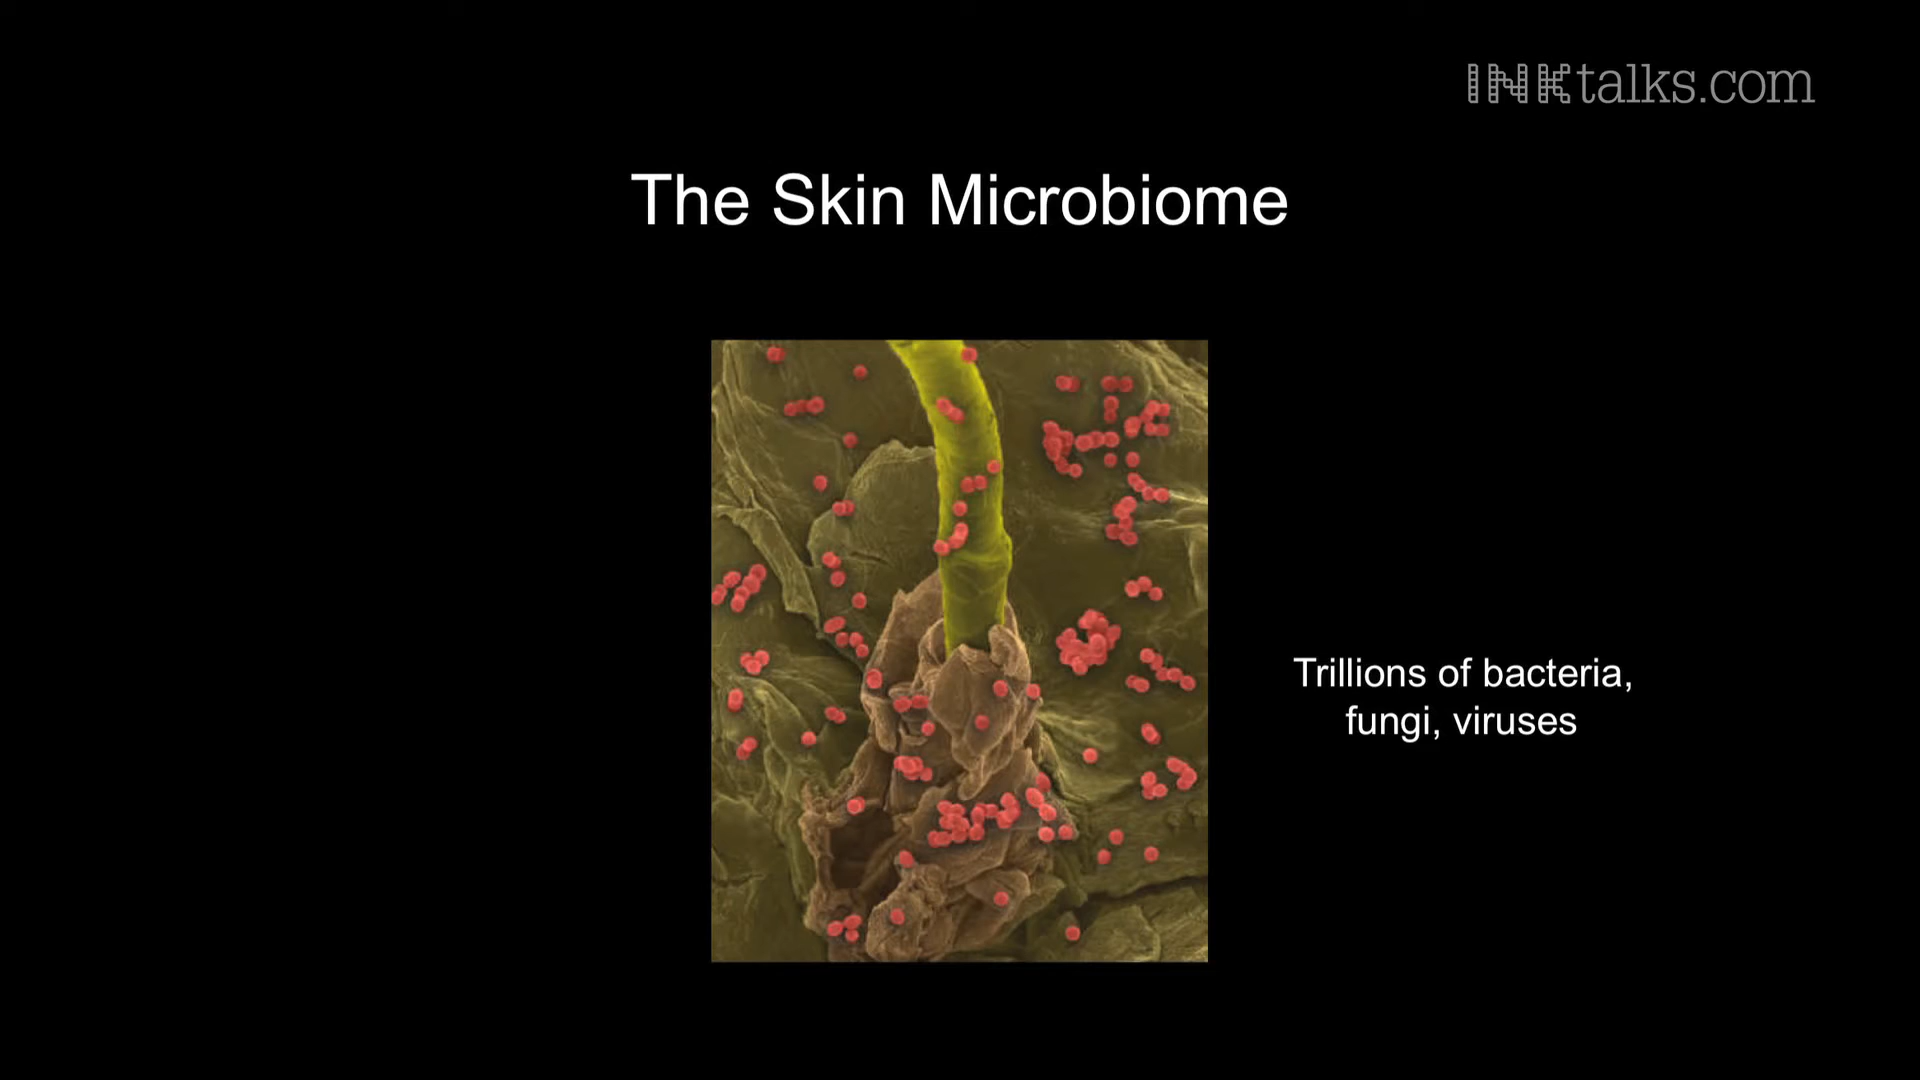 INKtalks.com
The Skin Microbiome
Trillions of bacteria,
fungi, viruses